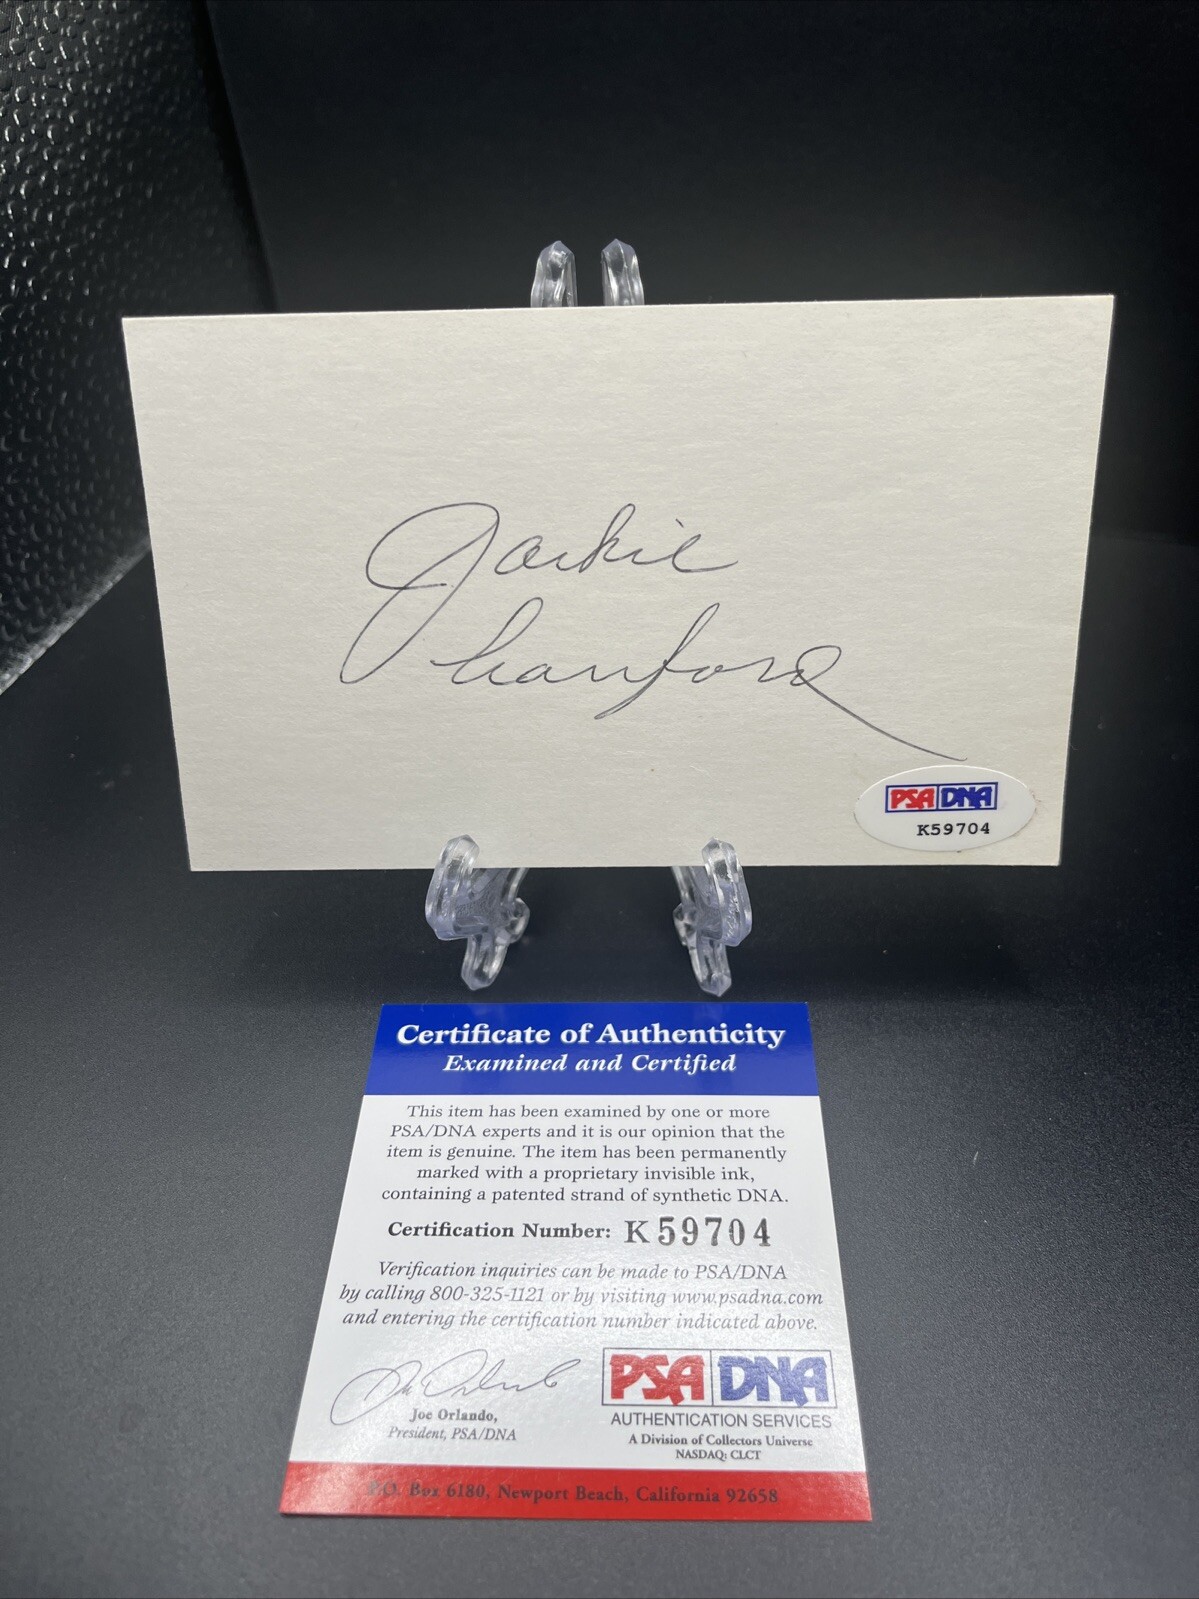 Jackie
PSA DNA
K59704
Certificate of Authenticity
Examined and Certified
This item has been examined by one or more
PSA/DNA experts and it is our opinion that the
item is genuine. The item has been permanently
marked with a proprietary invisible ink,
containing a patented strand of synthetic DNA.
Certification Number: K59704
Verification inquiries can be made to PSA/DNA
by calling 800-325-1121 or by visiting www.psadna.com
and entering the certification number indicated above.
Joe Orlando,
President, PSA/DNA
PSA DNA
AUTHENTICATION SERVICES
A Division of Collectors Universe
NASDAQ: CLCT
P.O. Box 6180, Newport Beach, California 92658